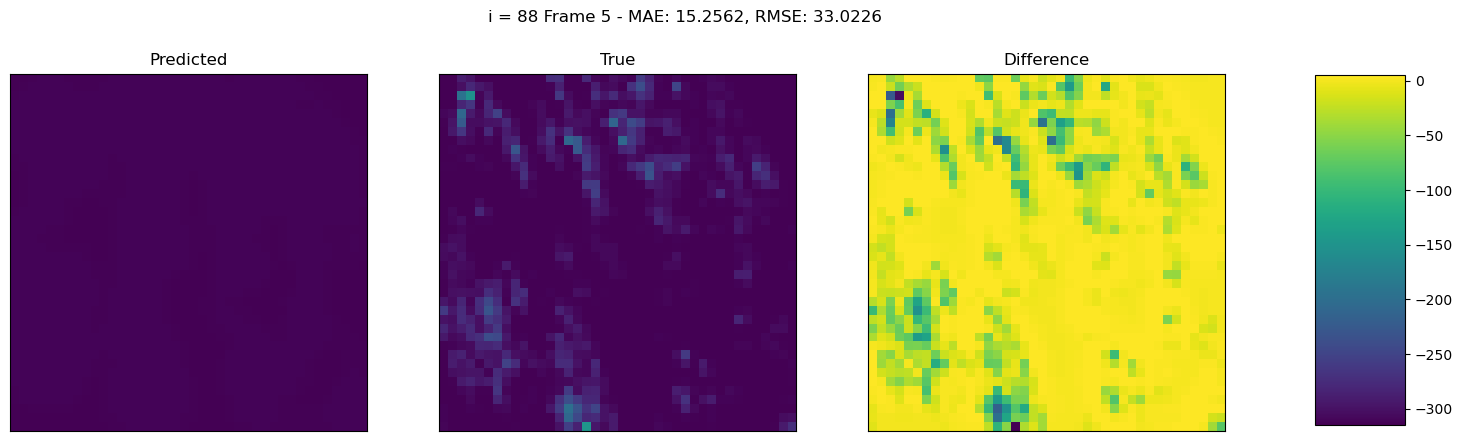 i = 88 Frame 5 - MAE: 15.2562, RMSE: 33.0226
Predicted
True
Difference
0
−50
−100
−150
−200
−250
−300